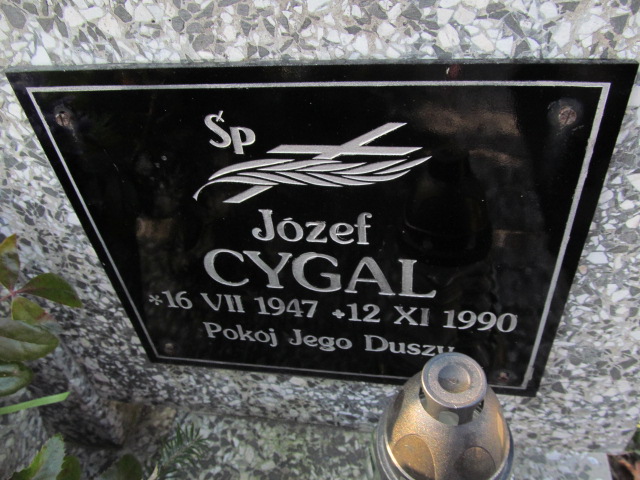 Śp
Józef
CYGAL
*16 VII 1947 +12 XI 1990
Pokój Jego Duszy